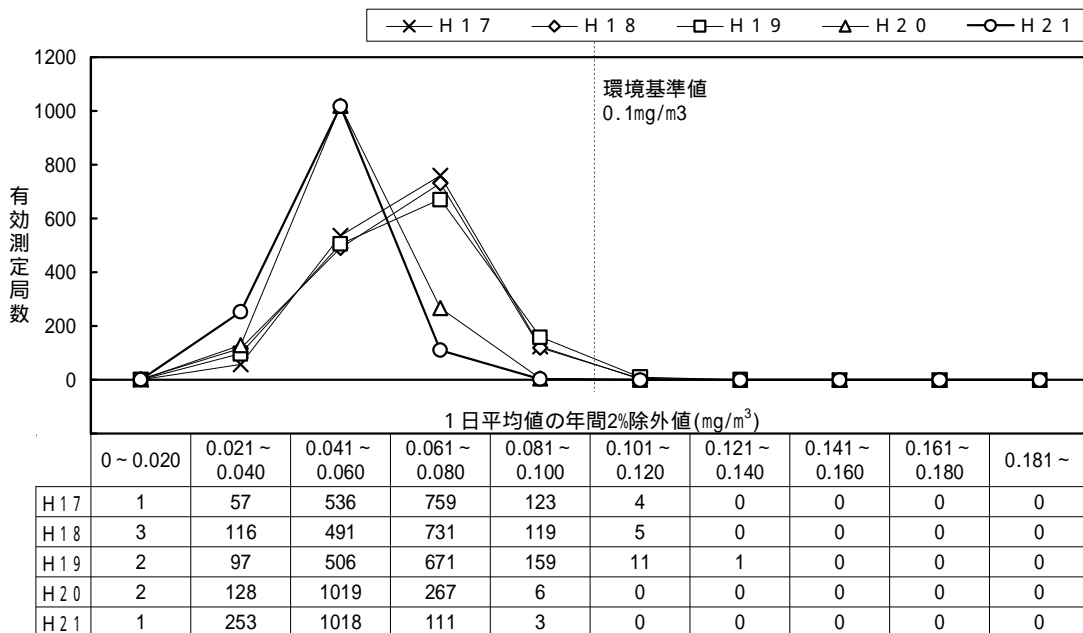 H17 H18 H19 H20 H21
1200
1000
800
600
400
200
0
有効測定局数
環境基準値
0.1mg/m3
1日平均値の年間2%除外値(mg/m³)
0~0.020 0.021~0.040 0.041~0.060 0.061~0.080 0.081~0.100 0.101~0.120 0.121~0.140 0.141~0.160 0.161~0.180 0.181~
H17 1 57 536 759 123 4 0 0 0 0
H18 3 116 491 731 119 5 0 0 0 0
H19 2 97 506 671 159 11 1 0 0 0
H20 2 128 1019 267 6 0 0 0 0 0
H21 1 253 1018 111 3 0 0 0 0 0